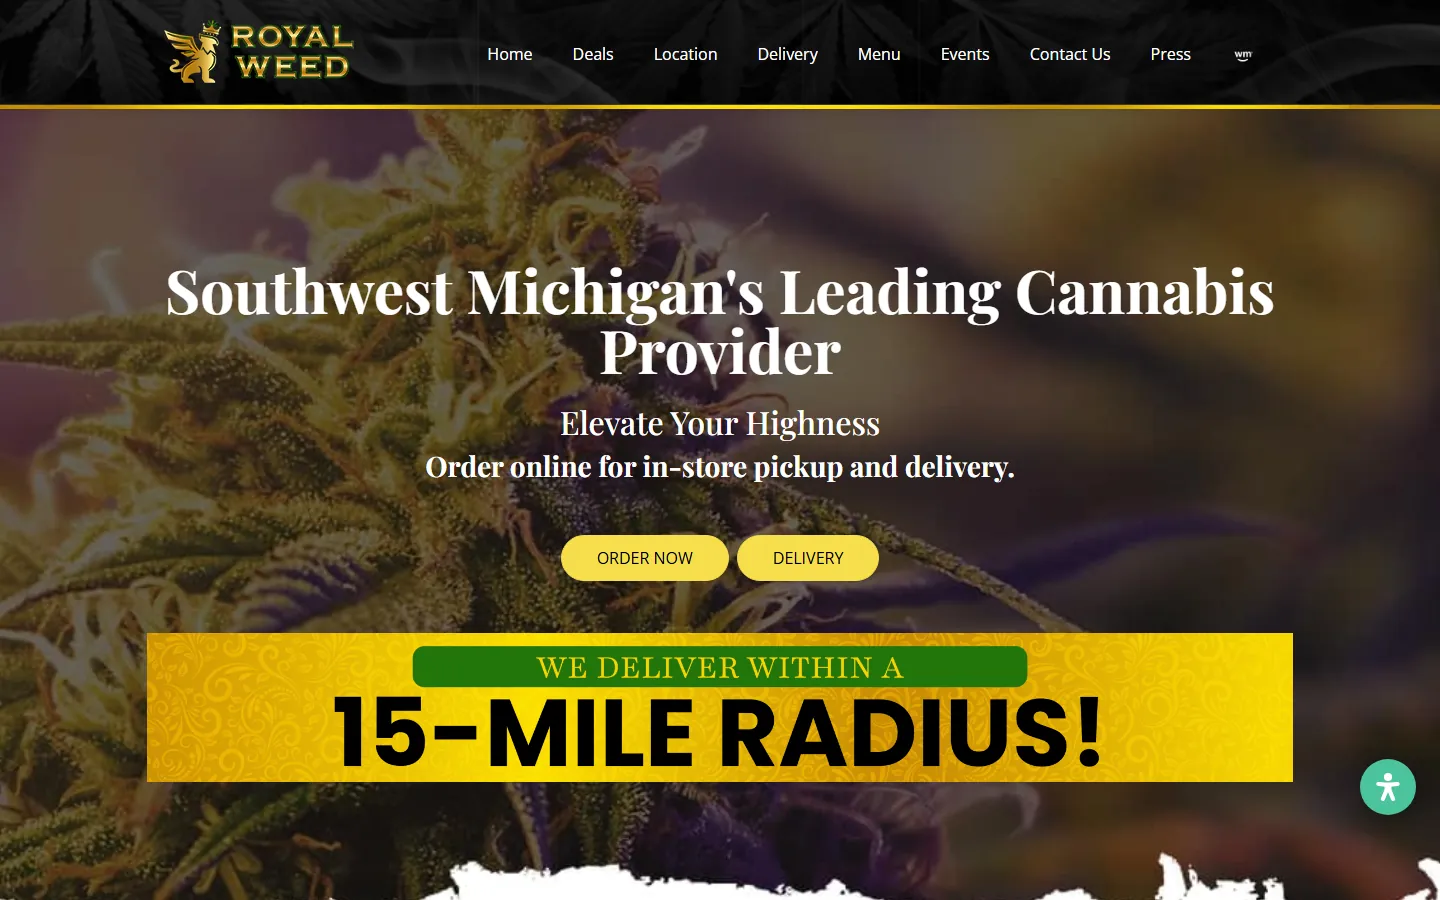 ROYAL
WEED
Home Deals Location Delivery Menu Events Contact Us Press wm
Southwest Michigan's Leading Cannabis
Provider
Elevate Your Highness
Order online for in-store pickup and delivery.
ORDER NOW DELIVERY
WE DELIVER WITHIN A
15-MILE RADIUS!